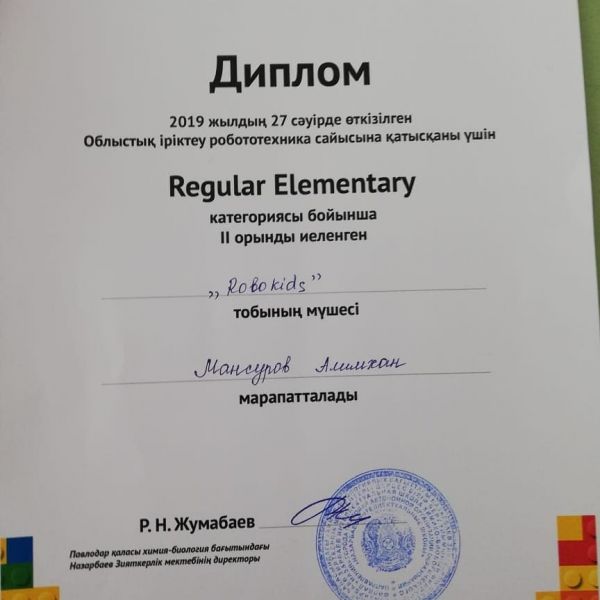 Диплом
2019 жылдың 27 сәуірде өткізілген
Облыстық іріктеу робототехника сайысына қатысқаны үшін
Regular Elementary
категориясы бойынша
II орынды иеленген
„Robokids”
тобының мүшесі
Мансуров Алимхан
марапатталады
Р. Н. Жумабаев
Павлодар қаласы химия-биология бағытындағы
Назарбаев Зияткерлік мектебінің директоры